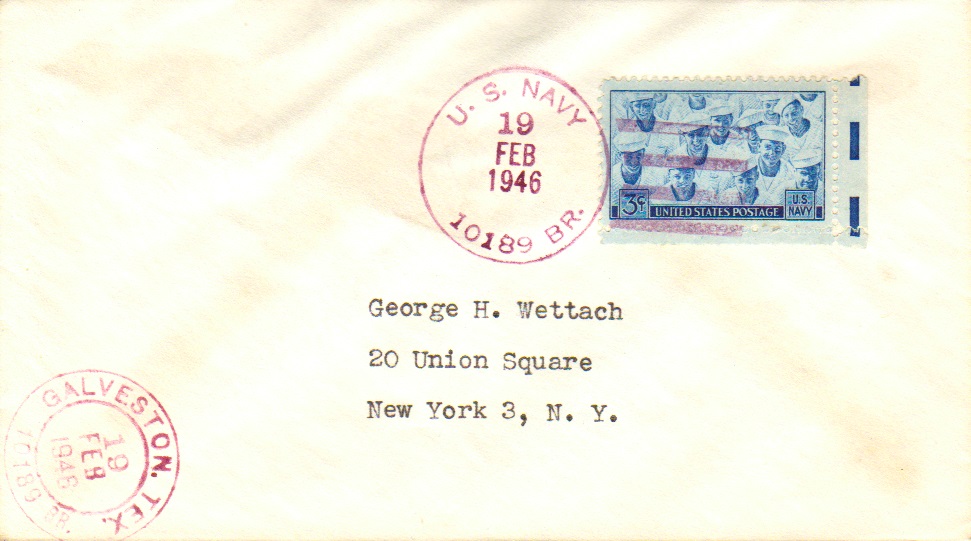 U. S. NAVY
19
FEB
1946
10189 BR.
3¢
UNITED STATES POSTAGE
U.S.
NAVY
George H. Wettach
20 Union Square
New York 3, N. Y.
GALVESTON, TEX.
19
FEB
1946
10189 BR.